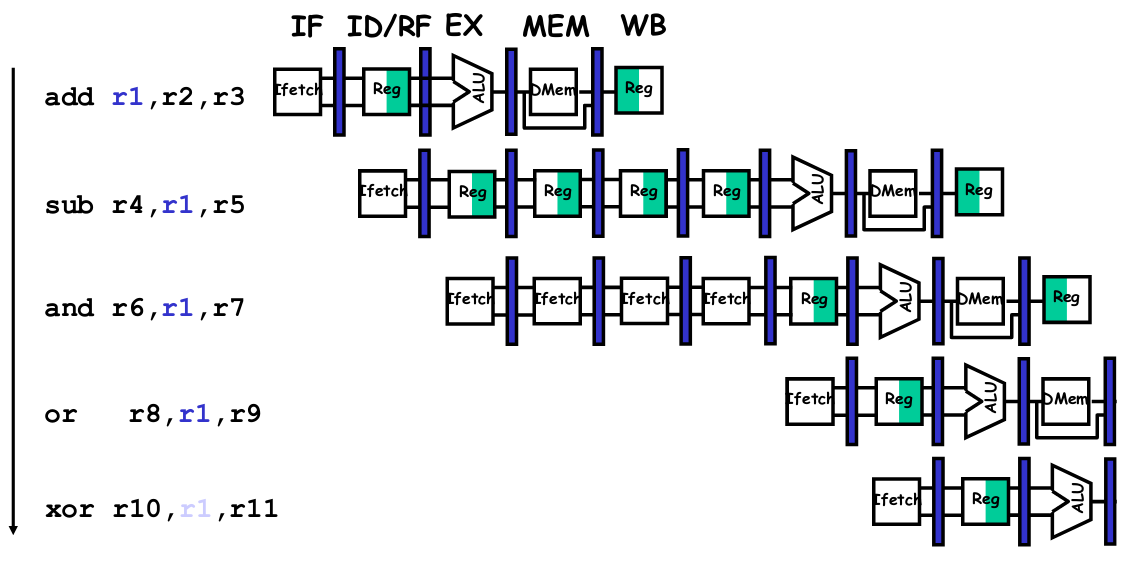 IF ID/RF EX MEM WB
add r1,r2,r3 Ifetch Reg ALU DMem Reg
sub r4,r1,r5 Ifetch Reg Reg Reg Reg ALU DMem Reg
and r6,r1,r7 Ifetch Ifetch Ifetch Ifetch Reg ALU DMem Reg
or r8,r1,r9 Ifetch Reg ALU DMem
xor r10,r1,r11 Ifetch Reg ALU